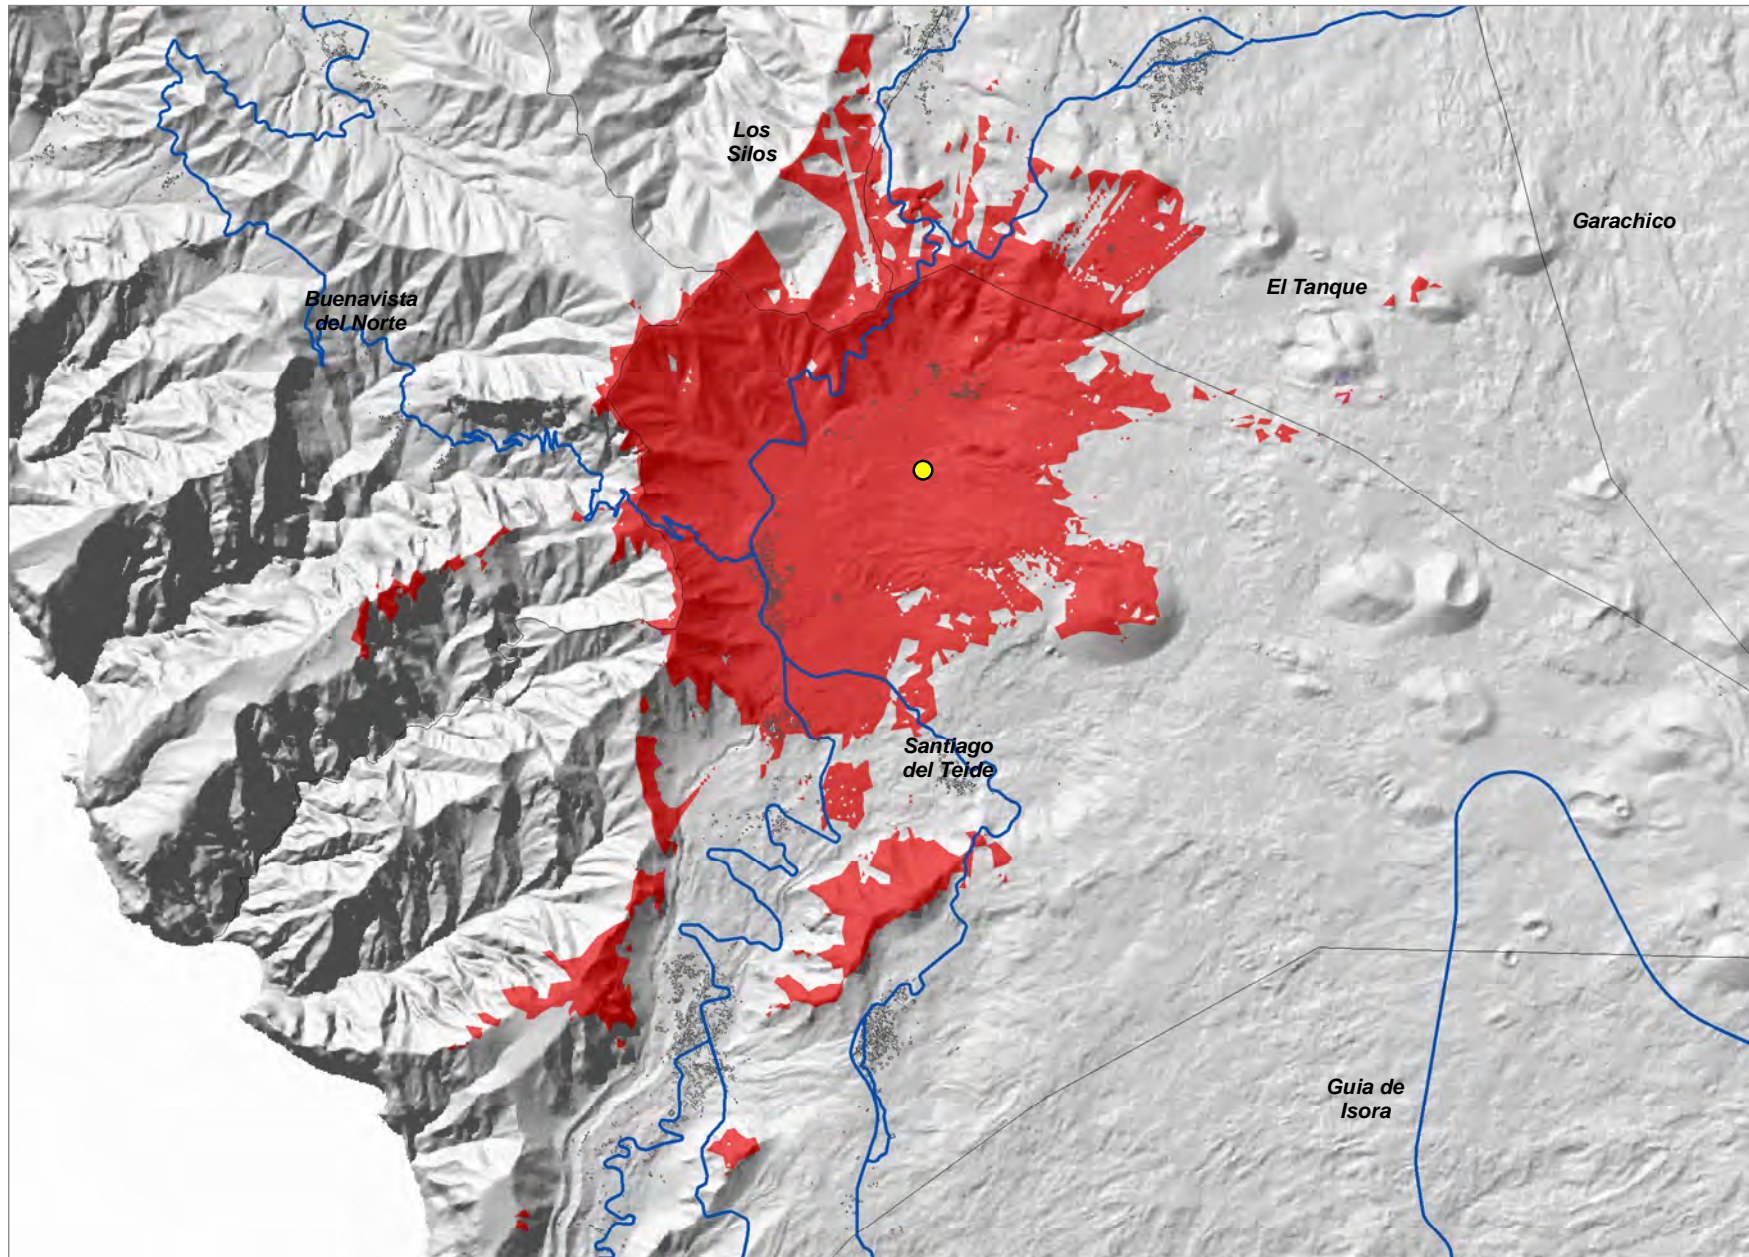 Los
Silos
Garachico
El Tanque
Buenavista
del Norte
Santiago
del Teide
Guia de
Isora